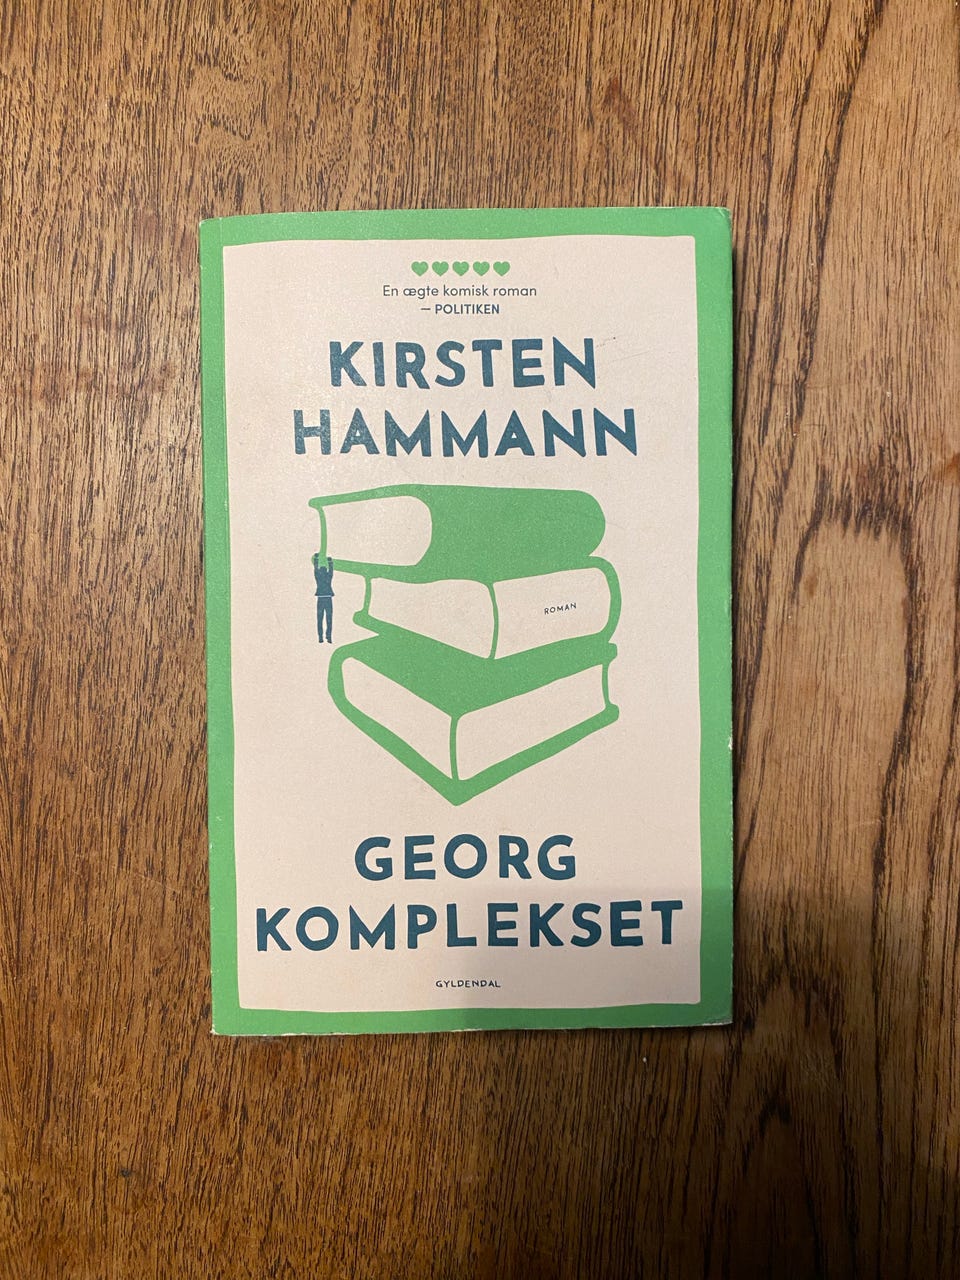 En ægte komisk roman
— POLITIKEN
KIRSTEN
HAMMANN
ROMAN
GEORG
KOMPLEKSET
GYLDENDAL